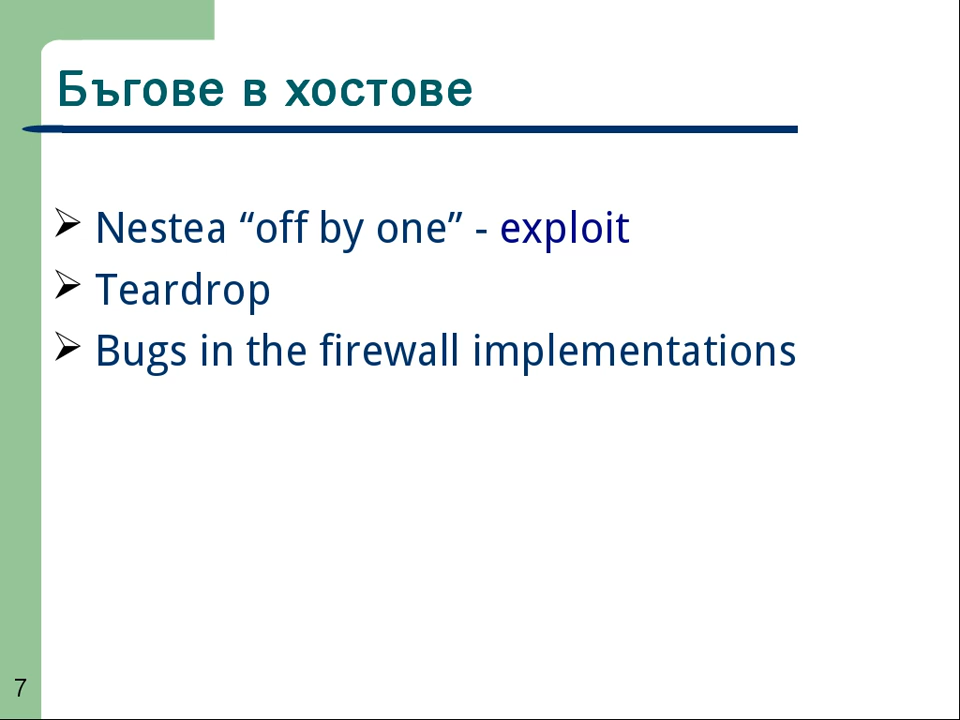 Бъгове в хостове
Nestea “off by one” - exploit
Teardrop
Bugs in the firewall implementations
7